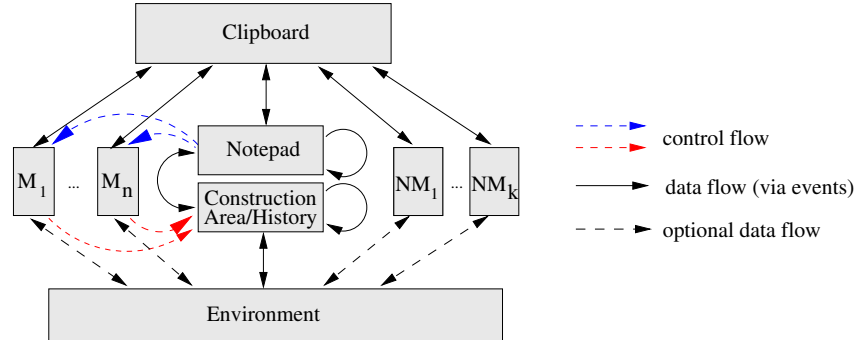 Clipboard
Notepad
M1 ... Mn
NM1 ... NMk
Construction
Area/History
Environment
control flow
data flow (via events)
optional data flow